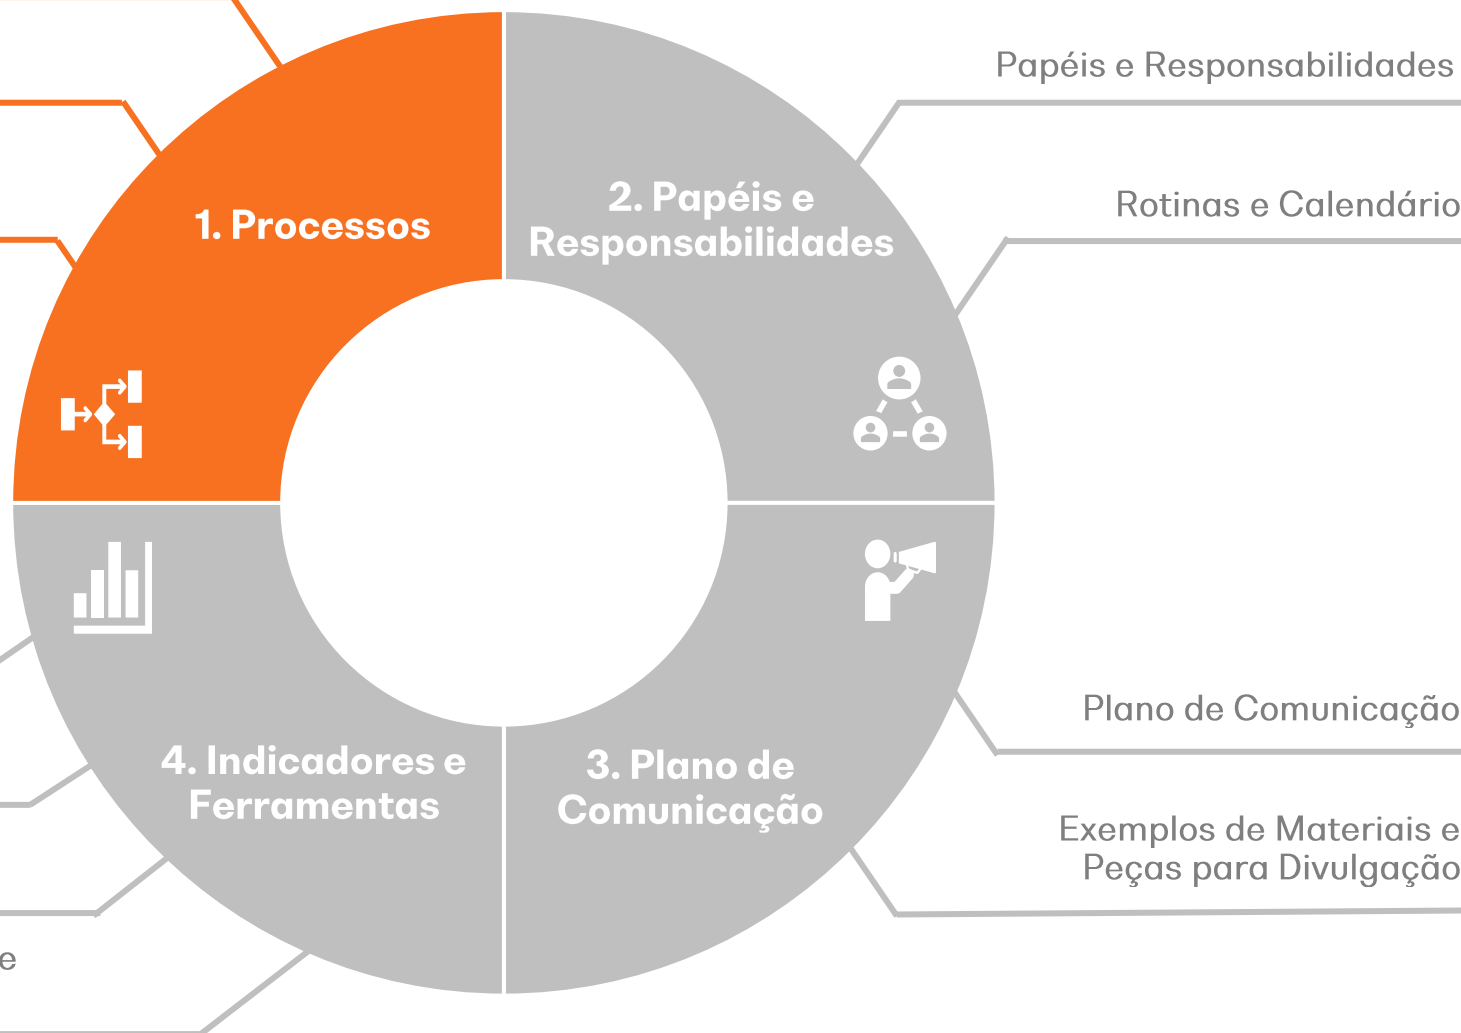 Papéis e Responsabilidades
Rotinas e Calendário
1. Processos
2. Papéis e
Responsabilidades
4. Indicadores e
Ferramentas
3. Plano de
Comunicação
Plano de Comunicação
Exemplos de Materiais e
Peças para Divulgação
e